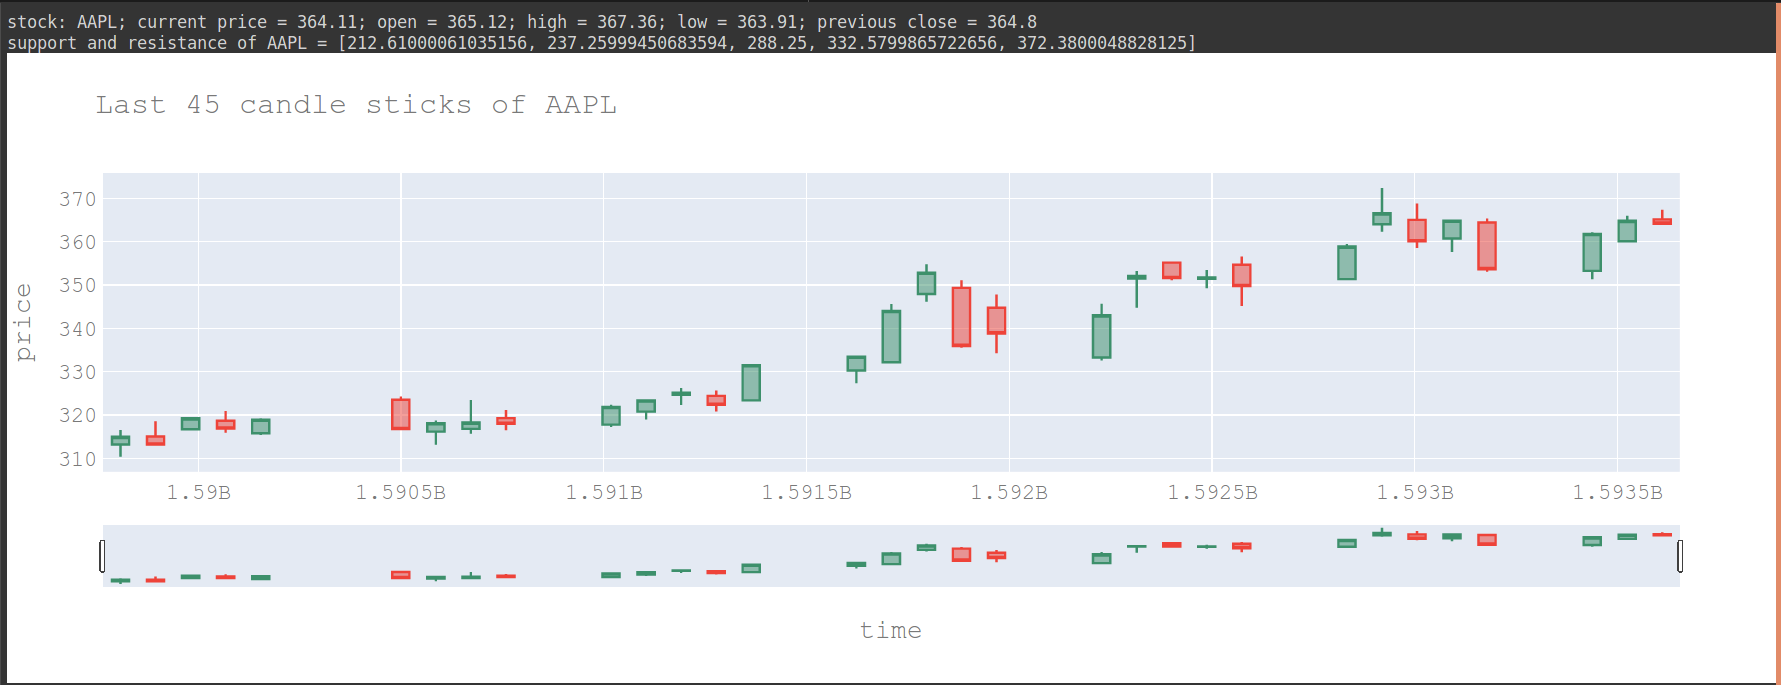 stock: AAPL; current price = 364.11; open = 365.12; high = 367.36; low = 363.91; previous close = 364.8
support and resistance of AAPL = [212.61000061035156, 237.25999450683594, 288.25, 332.5799865722656, 372.3800048828125]
Last 45 candle sticks of AAPL
370
360
350
340
330
320
310
price
1.59B 1.5905B 1.591B 1.5915B 1.592B 1.5925B 1.593B 1.5935B
time